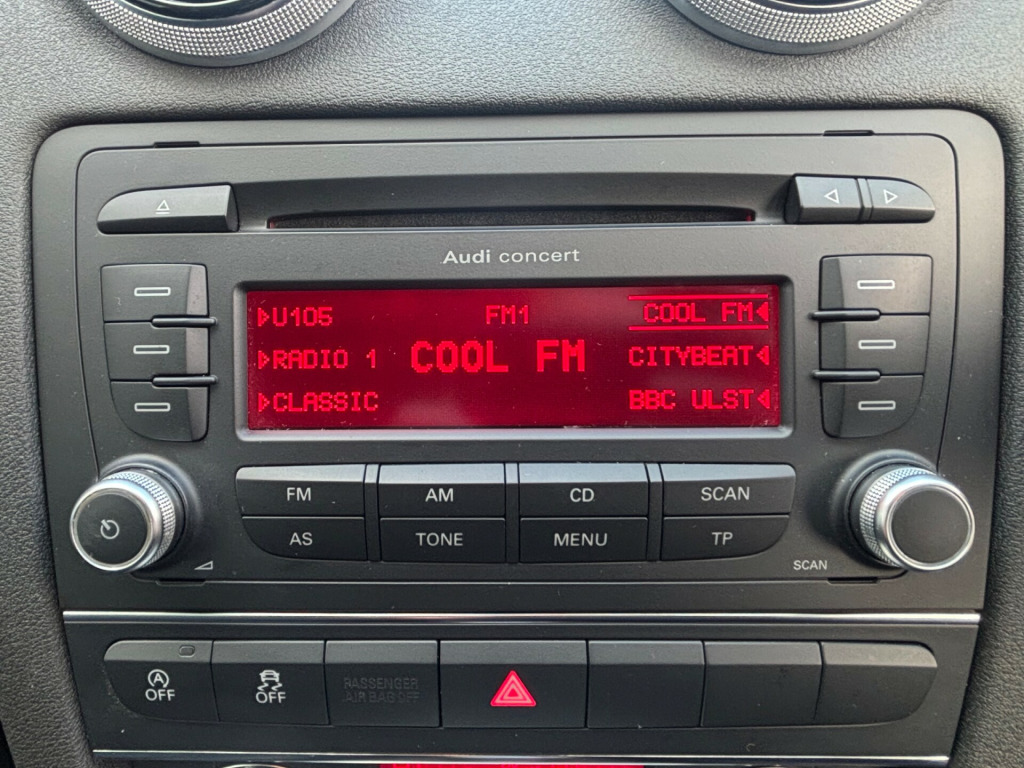 Audi concert
U105 FM1 COOL FM
RADIO 1 COOL FM CITYBEAT
CLASSIC BBC ULST
FM AM CD SCAN
AS TONE MENU TP
SCAN
A
OFF OFF PASSENGER
AIR BAG OFF